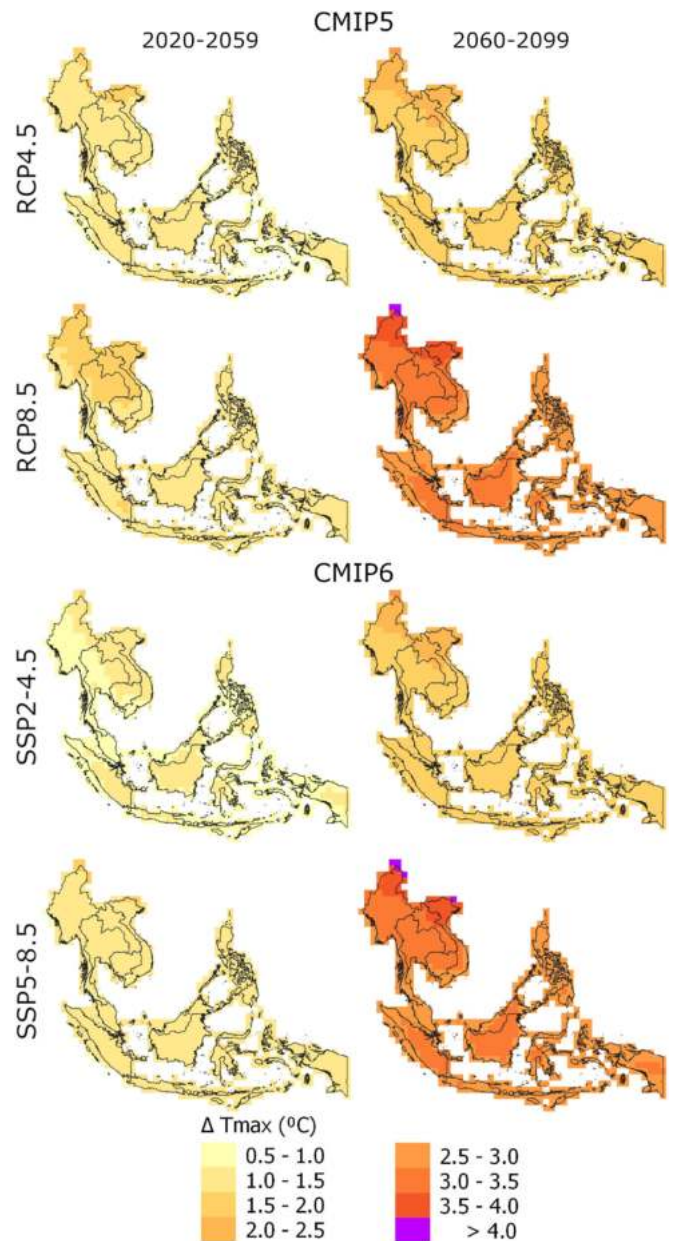 CMIP5
2020-2059 2060-2099
RCP4.5
RCP8.5
CMIP6
SSP2-4.5
SSP5-8.5
Δ Tmax (⁰C)
0.5 - 1.0 2.5 - 3.0
1.0 - 1.5 3.0 - 3.5
1.5 - 2.0 3.5 - 4.0
2.0 - 2.5 > 4.0